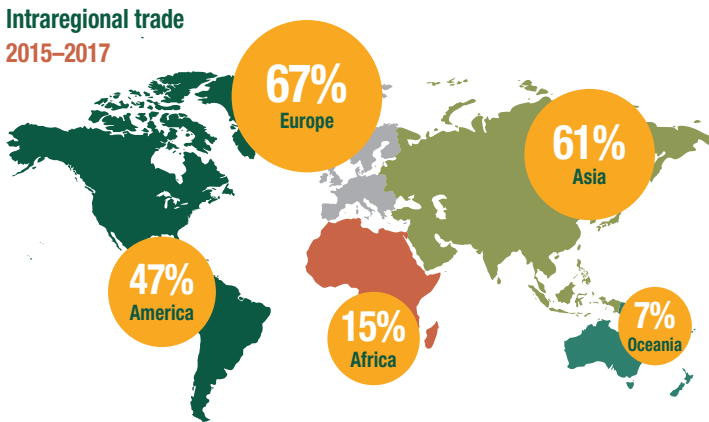 Intraregional trade
2015–2017
67%
Europe
61%
Asia
47%
America
15%
Africa
7%
Oceania